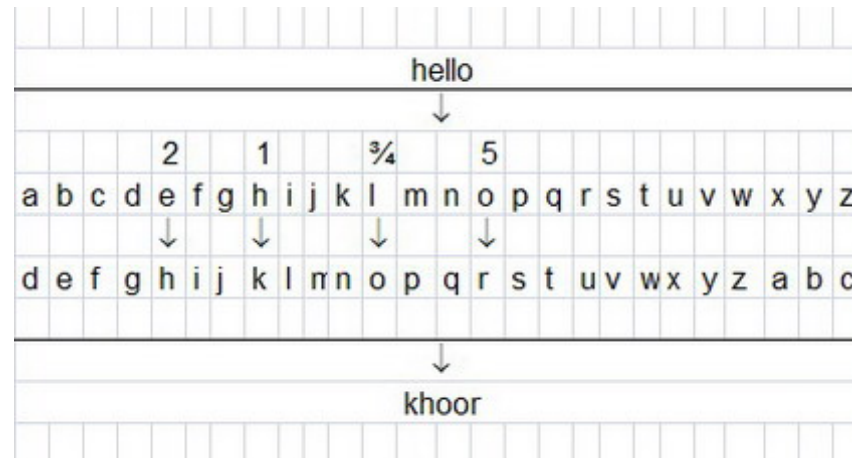 hello
↓
2 1 ¾ 5
a b c d e f g h i j k l m n o p q r s t u v w x y z
↓ ↓ ↓ ↓
d e f g h i j k l m n o p q r s t u v w x y z a b c
↓
khoor